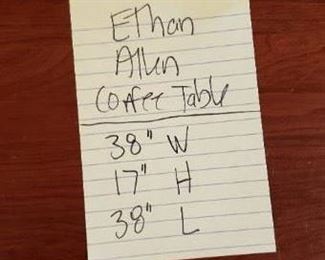 Ethan
Allen
Coffee Table
38" W
17" H
38" L